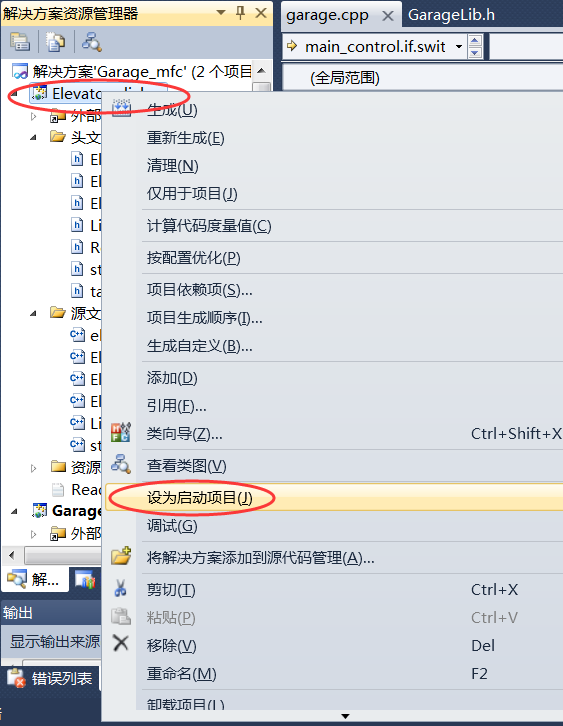 解决方案资源管理器
garage.cpp
GarageLib.h
main_control.if.swit
(全局范围)
解决方案'Garage_mfc' (2 个项目
Elevato
外部
头文
El
El
El
Li
R
st
ta
源文
el
El
El
El
Li
st
资源
Read
Garag
外部
生成(U)
重新生成(E)
清理(N)
仅用于项目(J)
计算代码度量值(C)
按配置优化(P)
项目依赖项(S)...
项目生成顺序(I)...
生成自定义(B)...
添加(D)
引用(F)...
类向导(Z)... Ctrl+Shift+X
查看类图(V)
设为启动项目(J)
调试(G)
将解决方案添加到源代码管理(A)...
剪切(T) Ctrl+X
粘贴(P) Ctrl+V
移除(V) Del
重命名(M) F2
卸载项目(L)
解...
输出
显示输出来源
错误列表